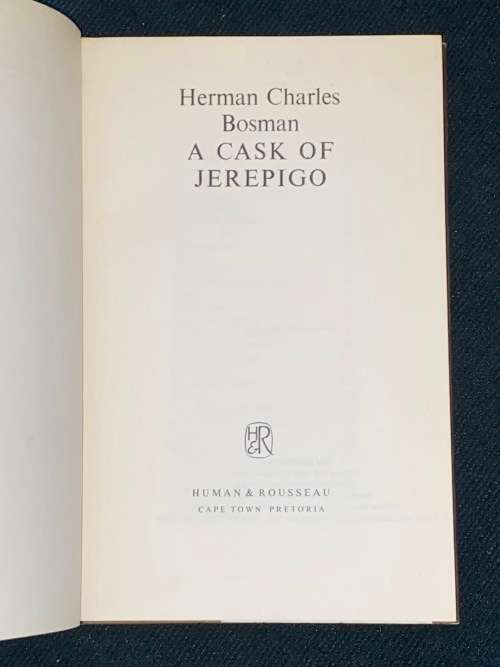 Herman Charles
Bosman
A CASK OF
JEREPIGO
H&R
HUMAN & ROUSSEAU
CAPE TOWN PRETORIA